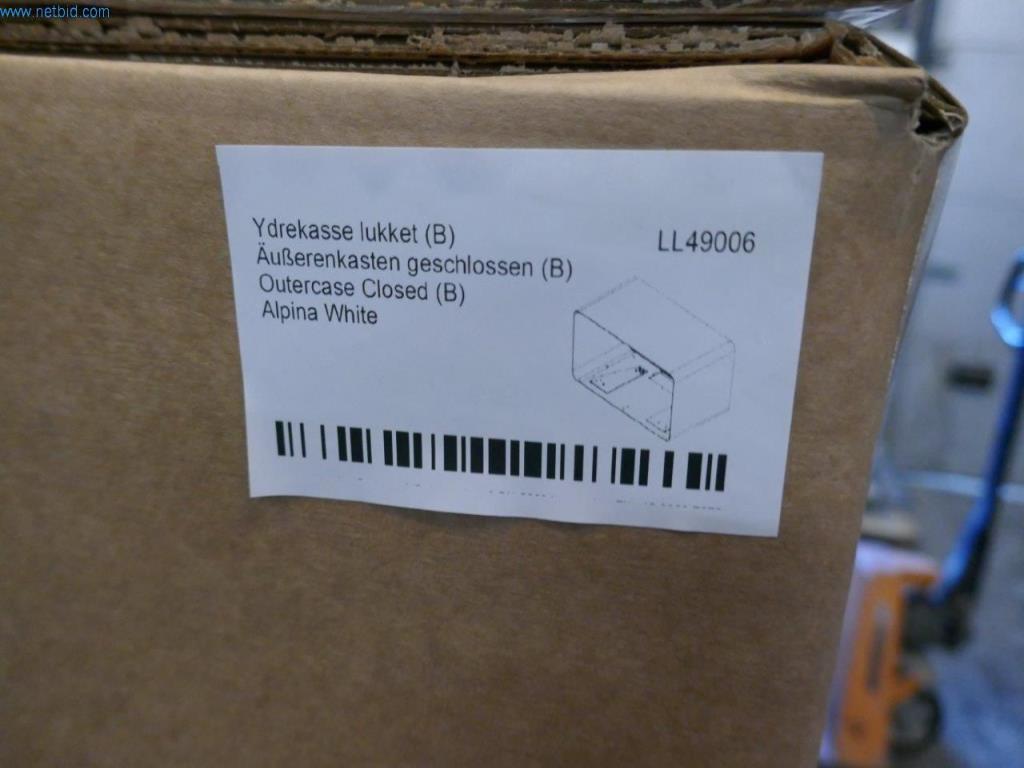 www.netbid.com
Ydrekasse lukket (B)
LL49006
Äußerenkasten geschlossen (B)
Outercase Closed (B)
Alpina White